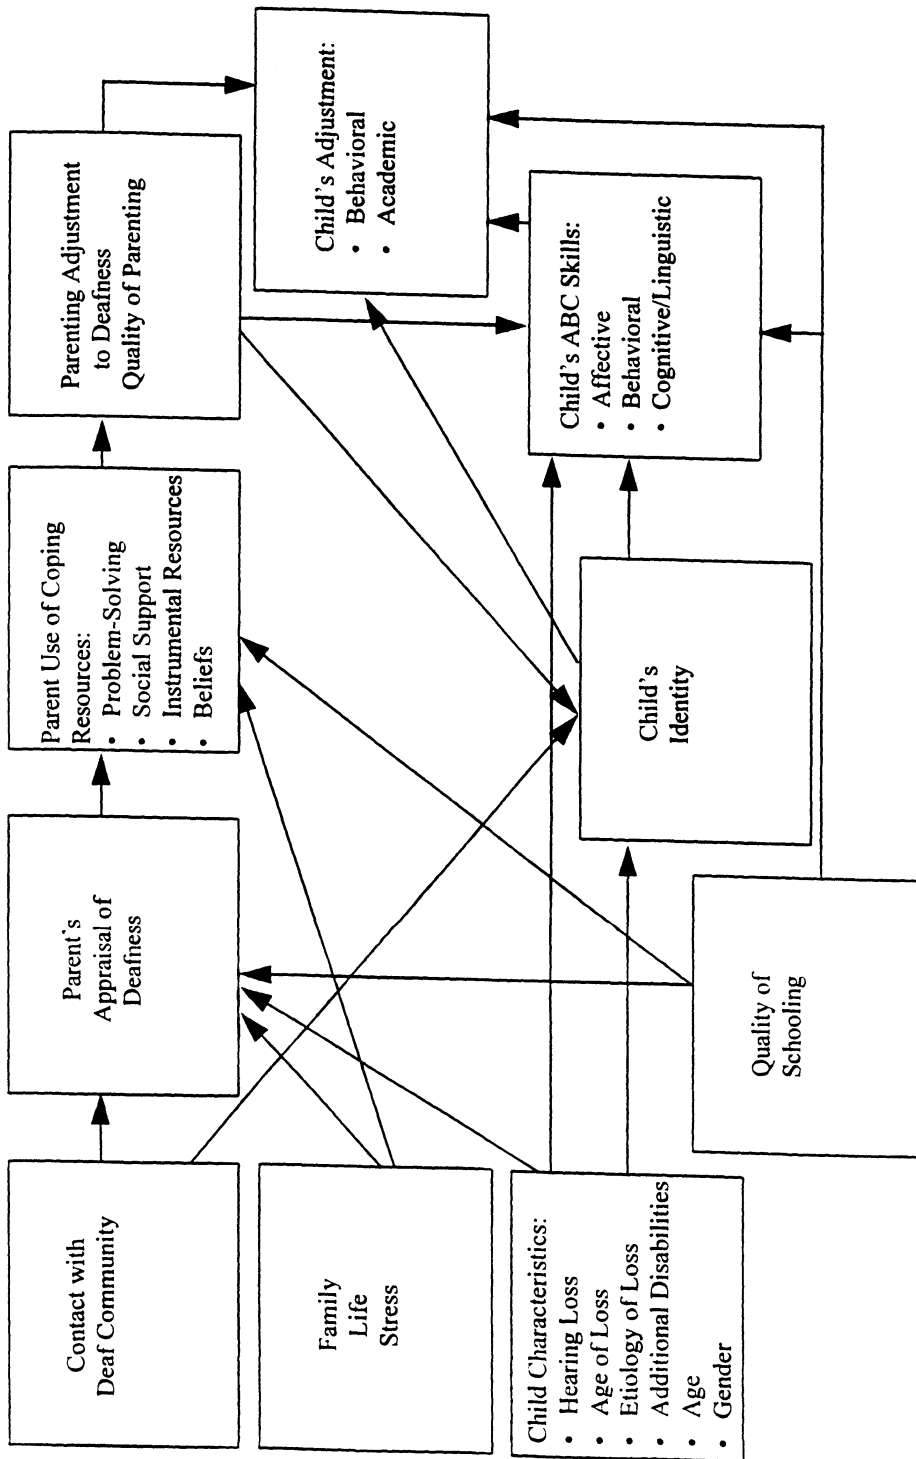 Contact with
Deaf Community
Parent's
Appraisal of
Deafness
Parent Use of Coping
Resources:
• Problem-Solving
• Social Support
• Instrumental Resources
• Beliefs
Parenting Adjustment
to Deafness
Quality of Parenting
Family
Life
Stress
Child's Adjustment:
• Behavioral
• Academic
Child Characteristics:
• Hearing Loss
• Age of Loss
• Etiology of Loss
• Additional Disabilities
• Age
• Gender
Child's
Identity
Child's ABC Skills:
• Affective
• Behavioral
• Cognitive/Linguistic
Quality of
Schooling